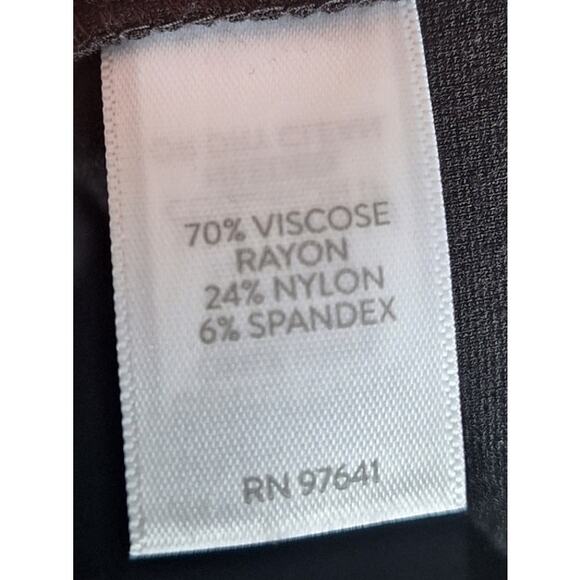 70% VISCOSE
RAYON
24% NYLON
6% SPANDEX
RN 97641